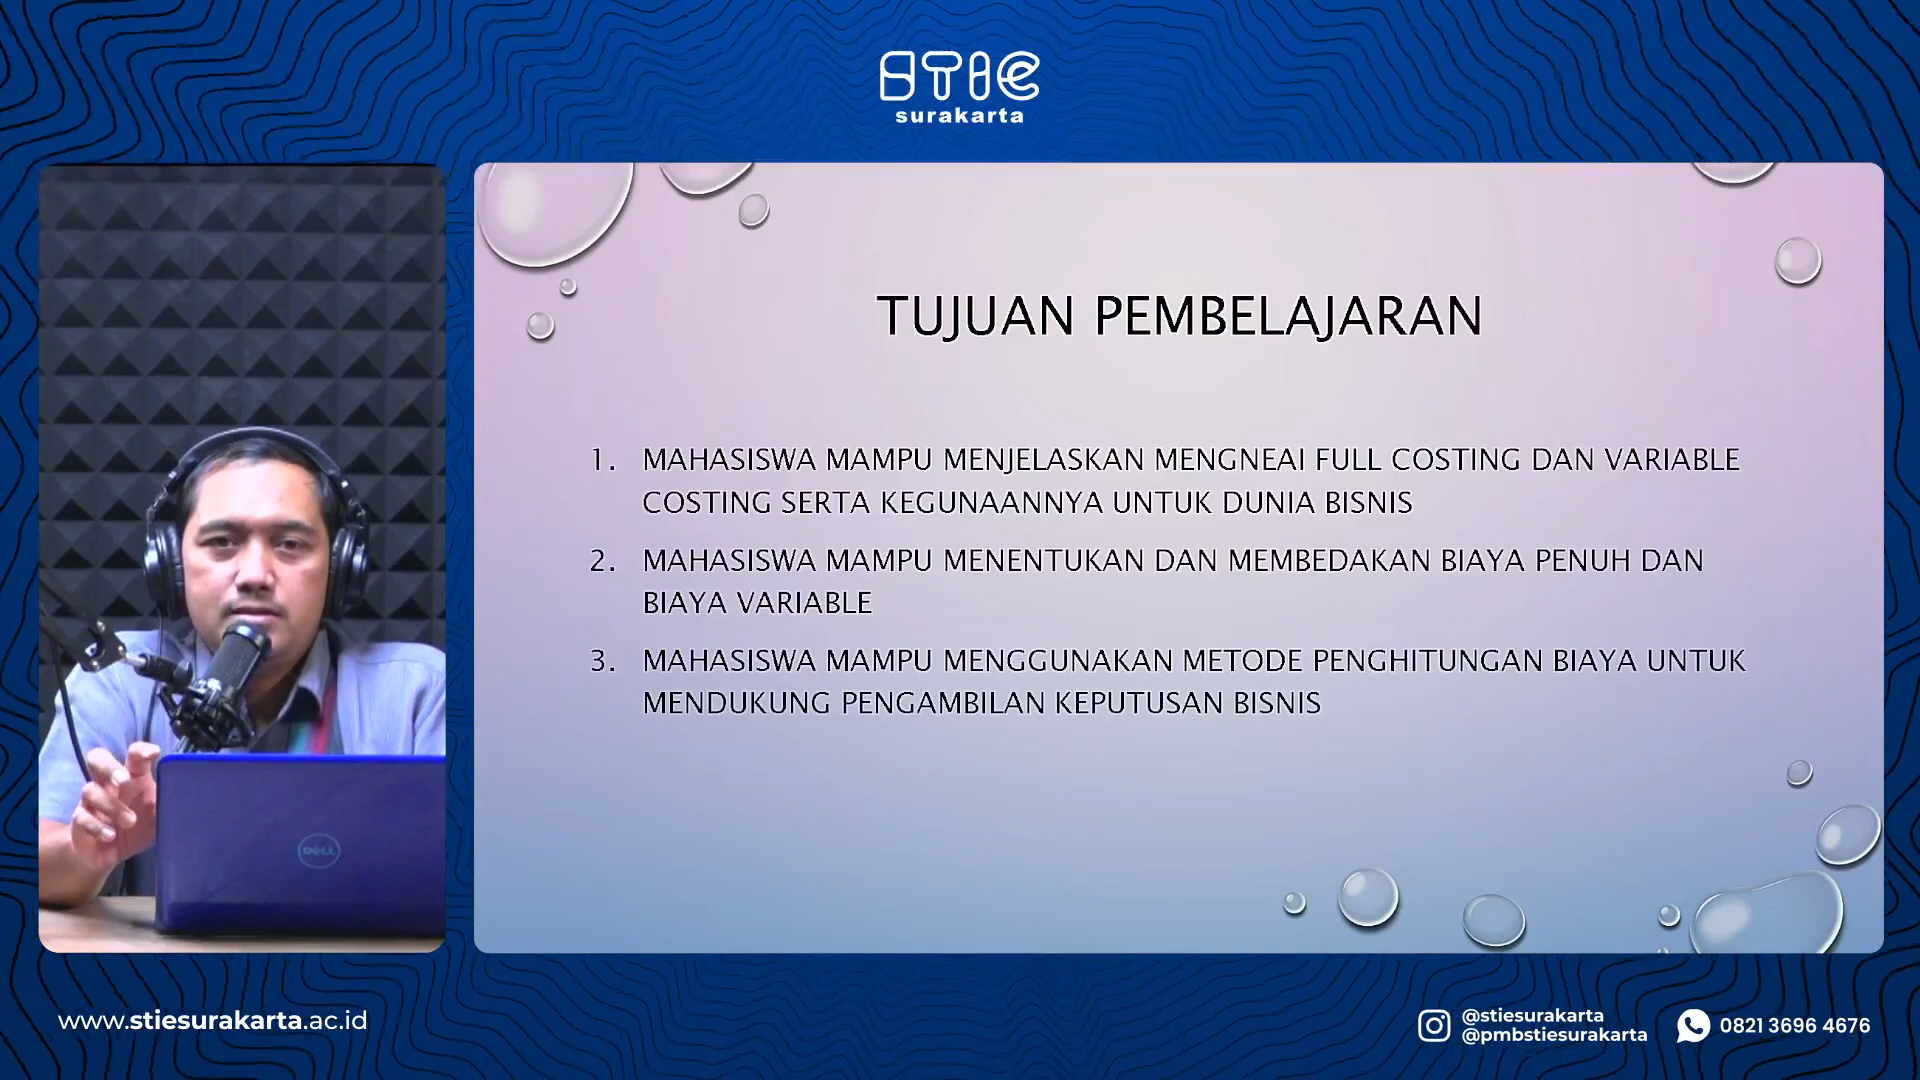 STIE
surakarta
TUJUAN PEMBELAJARAN
1. MAHASISWA MAMPU MENJELASKAN MENGNEAI FULL COSTING DAN VARIABLE
COSTING SERTA KEGUNAANNYA UNTUK DUNIA BISNIS
2. MAHASISWA MAMPU MENENTUKAN DAN MEMBEDAKAN BIAYA PENUH DAN
BIAYA VARIABLE
3. MAHASISWA MAMPU MENGGUNAKAN METODE PENGHITUNGAN BIAYA UNTUK
MENDUKUNG PENGAMBILAN KEPUTUSAN BISNIS
DELL
www.stiesurakarta.ac.id
@stiesurakarta
@pmbstiesurakarta
0821 3696 4676